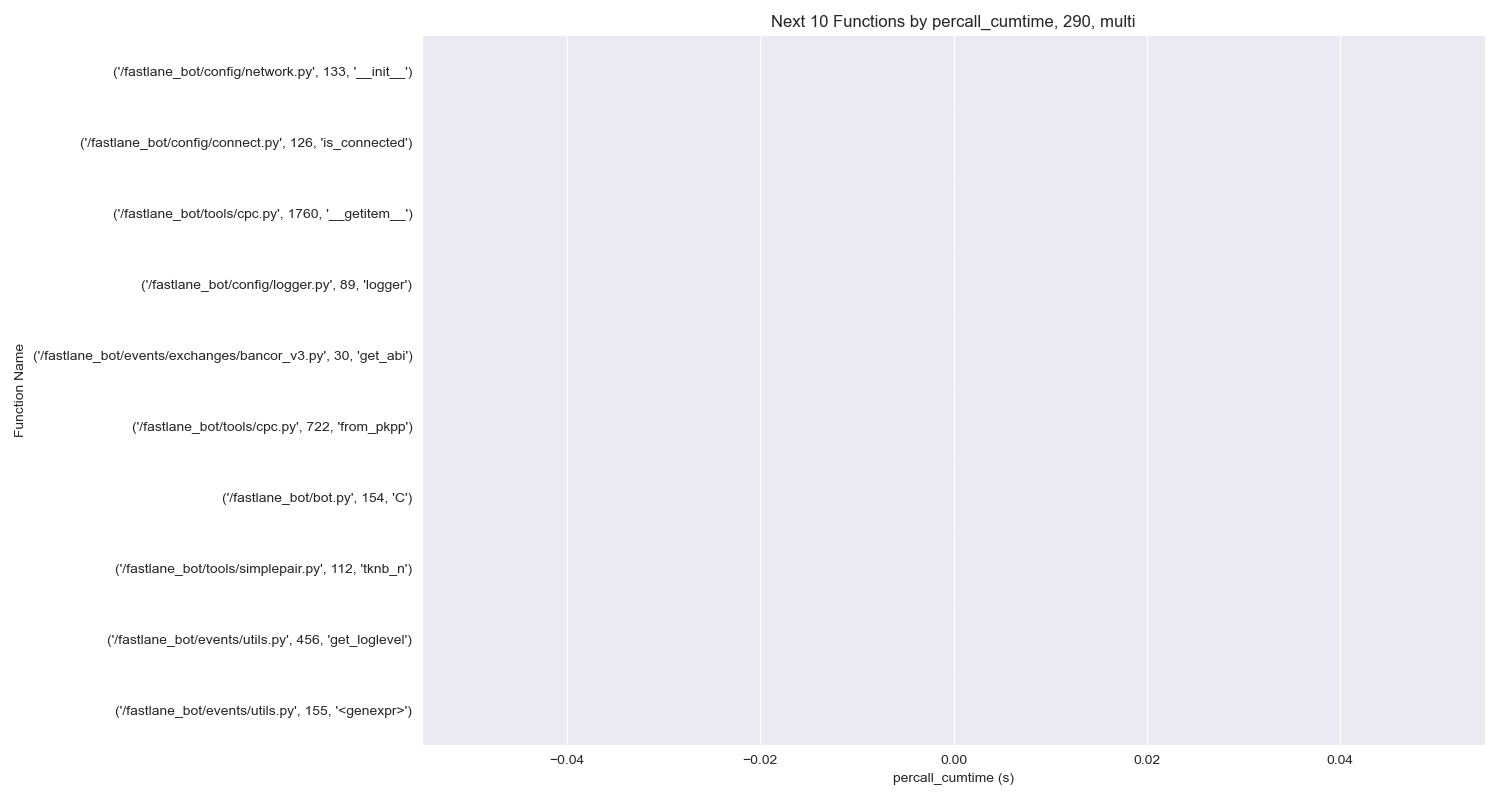 Next 10 Functions by percall_cumtime, 290, multi
('/fastlane_bot/config/network.py', 133, '__init__')
('/fastlane_bot/config/connect.py', 126, 'is_connected')
('/fastlane_bot/tools/cpc.py', 1760, '__getitem__')
('/fastlane_bot/config/logger.py', 89, 'logger')
('/fastlane_bot/events/exchanges/bancor_v3.py', 30, 'get_abi')
('/fastlane_bot/tools/cpc.py', 722, 'from_pkpp')
('/fastlane_bot/bot.py', 154, 'C')
('/fastlane_bot/tools/simplepair.py', 112, 'tknb_n')
('/fastlane_bot/events/utils.py', 456, 'get_loglevel')
('/fastlane_bot/events/utils.py', 155, '<genexpr>')
Function Name
−0.04 −0.02 0.00 0.02 0.04
percall_cumtime (s)